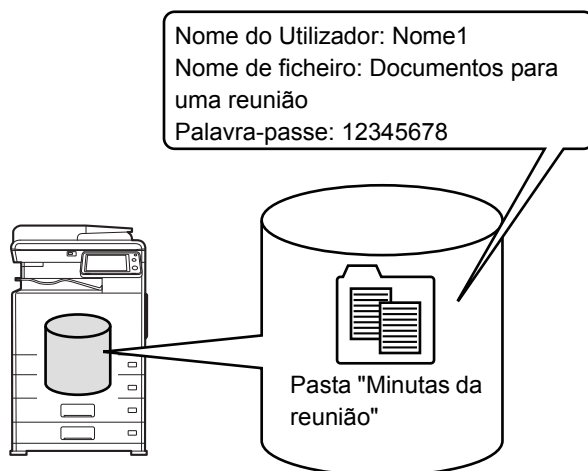 Nome do Utilizador: Nome1
Nome de ficheiro: Documentos para
uma reunião
Palavra-passe: 12345678
Pasta "Minutas da
reunião"